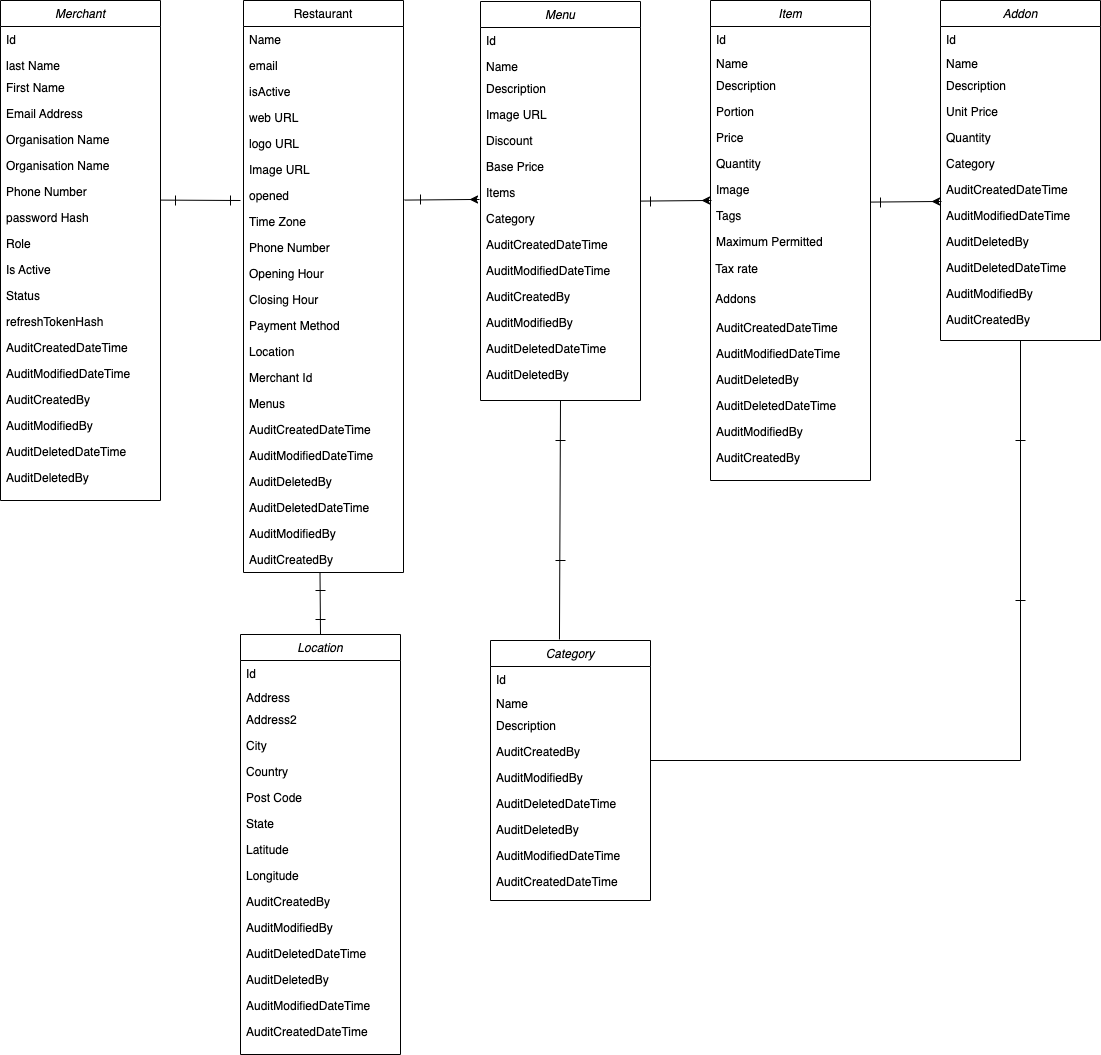 Merchant
Id
last Name
First Name
Email Address
Organisation Name
Organisation Name
Phone Number
password Hash
Role
Is Active
Status
refreshTokenHash
AuditCreatedDateTime
AuditModifiedDateTime
AuditCreatedBy
AuditModifiedBy
AuditDeletedDateTime
AuditDeletedBy
Restaurant
Name
email
isActive
web URL
logo URL
Image URL
opened
Time Zone
Phone Number
Opening Hour
Closing Hour
Payment Method
Location
Merchant Id
Menus
AuditCreatedDateTime
AuditModifiedDateTime
AuditDeletedBy
AuditDeletedDateTime
AuditModifiedBy
AuditCreatedBy
Menu
Id
Name
Description
Image URL
Discount
Base Price
Items
Category
AuditCreatedDateTime
AuditModifiedDateTime
AuditCreatedBy
AuditModifiedBy
AuditDeletedDateTime
AuditDeletedBy
Item
Id
Name
Description
Portion
Price
Quantity
Image
Tags
Maximum Permitted
Tax rate
Addons
AuditCreatedDateTime
AuditModifiedDateTime
AuditDeletedBy
AuditDeletedDateTime
AuditModifiedBy
AuditCreatedBy
Addon
Id
Name
Description
Unit Price
Quantity
Category
AuditCreatedDateTime
AuditModifiedDateTime
AuditDeletedBy
AuditDeletedDateTime
AuditModifiedBy
AuditCreatedBy
Location
Id
Address
Address2
City
Country
Post Code
State
Latitude
Longitude
AuditCreatedBy
AuditModifiedBy
AuditDeletedDateTime
AuditDeletedBy
AuditModifiedDateTime
AuditCreatedDateTime
Category
Id
Name
Description
AuditCreatedBy
AuditModifiedBy
AuditDeletedDateTime
AuditDeletedBy
AuditModifiedDateTime
AuditCreatedDateTime